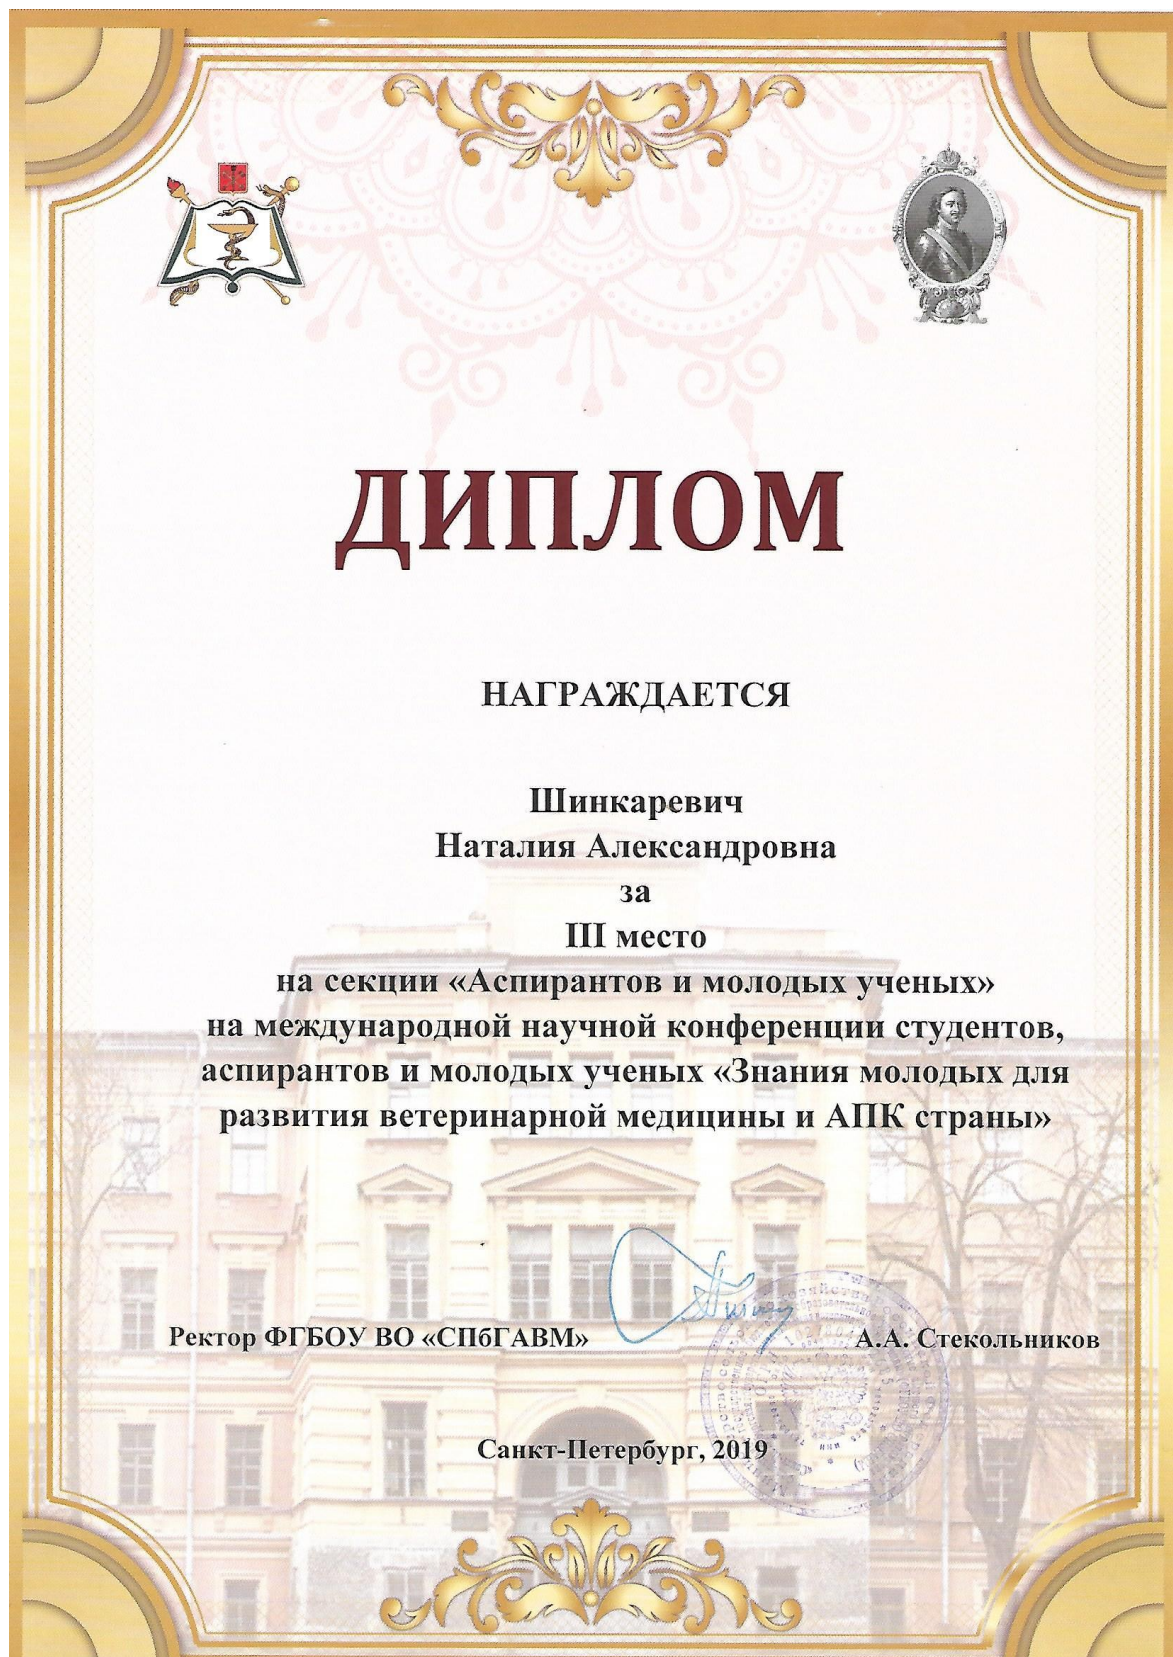 ДИПЛОМ
НАГРАЖДАЕТСЯ
Шинкаревич
Наталия Александровна
за
III место
на секции «Аспирантов и молодых ученых»
на международной научной конференции студентов,
аспирантов и молодых ученых «Знания молодых для
развития ветеринарной медицины и АПК страны»
Ректор ФГБОУ ВО «СПбГАВМ» А.А. Стекольников
Санкт-Петербург, 2019